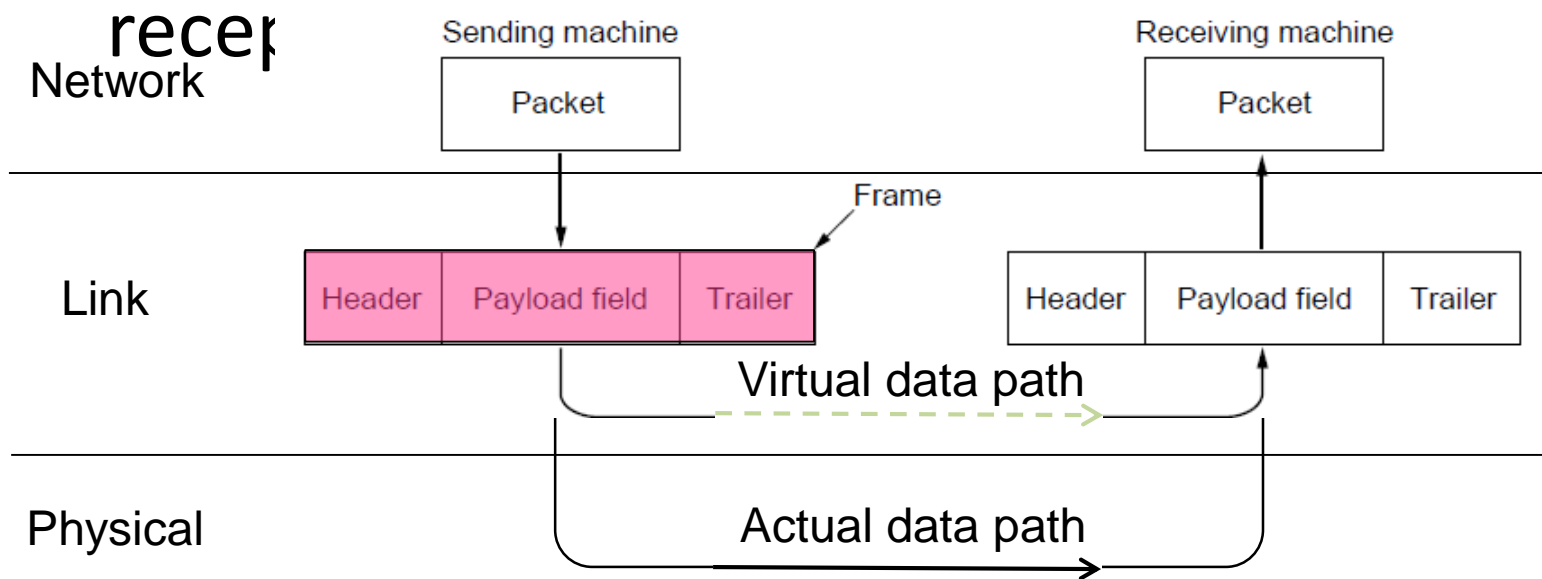 Sending machine Receiving machine
Network
Packet Packet
Frame
Link Header Payload field Trailer Header Payload field Trailer
Virtual data path
Physical Actual data path